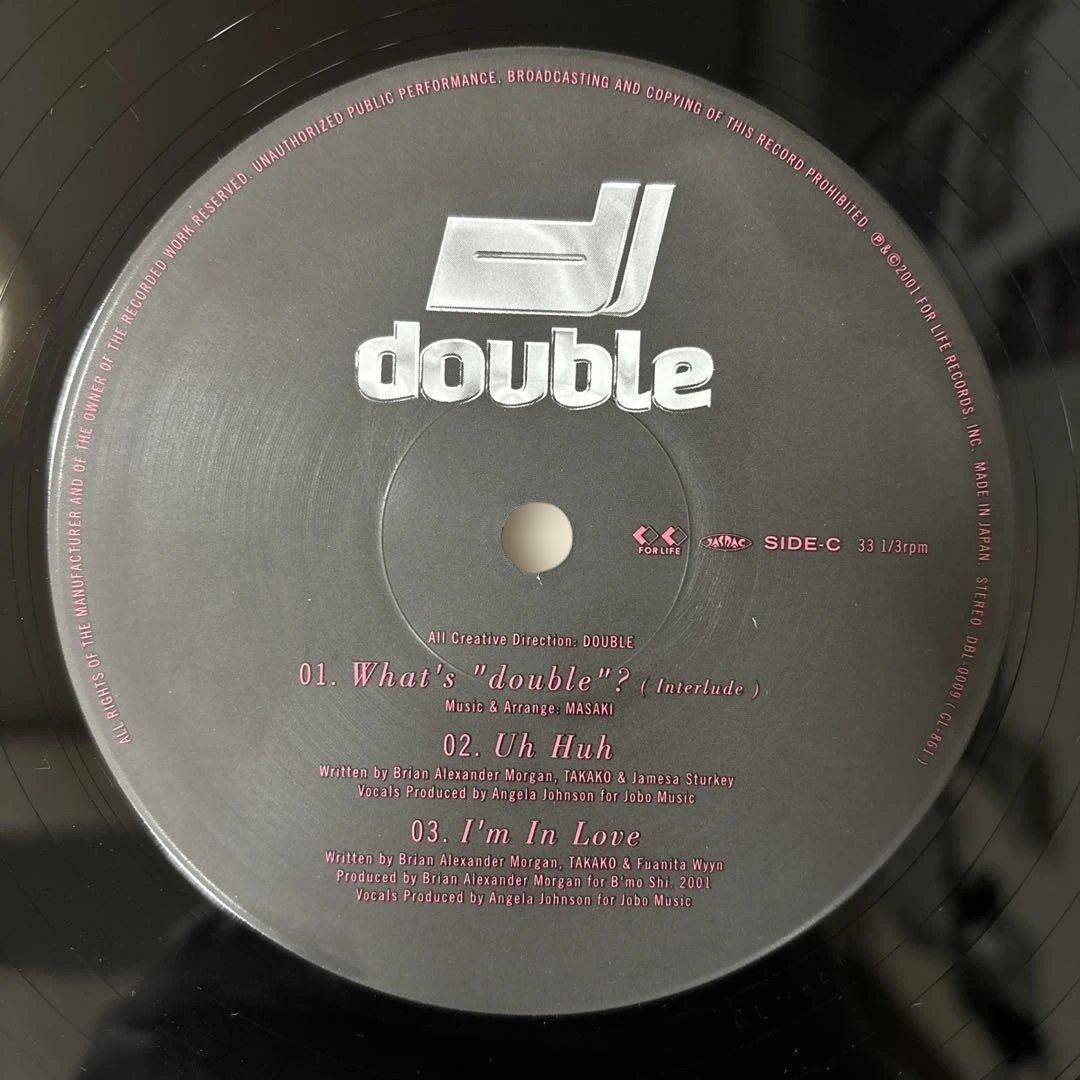 ALL RIGHTS OF THE MANUFACTURER AND OF THE OWNER OF THE RECORDED WORK RESERVED. UNAUTHORIZED PUBLIC PERFORMANCE, BROADCASTING AND COPYING OF THIS RECORD PROHIBITED. ℗&©2001 FOR LIFE RECORDS, INC. MADE IN JAPAN. STEREO DBL-0009 (CL-861)
double
FOR LIFE
JASRAC SIDE-C 33 1/3rpm
All Creative Direction: DOUBLE
01. What's "double"? (Interlude)
Music & Arrange: MASAKI
02. Uh Huh
Written by Brian Alexander Morgan, TAKAKO & Jamesa Sturkey
Vocals Produced by Angela Johnson for Jobo Music
03. I'm In Love
Written by Brian Alexander Morgan, TAKAKO & Fuanita Wyyn
Produced by Brian Alexander Morgan for B'mo Shi. 2001
Vocals Produced by Angela Johnson for Jobo Music